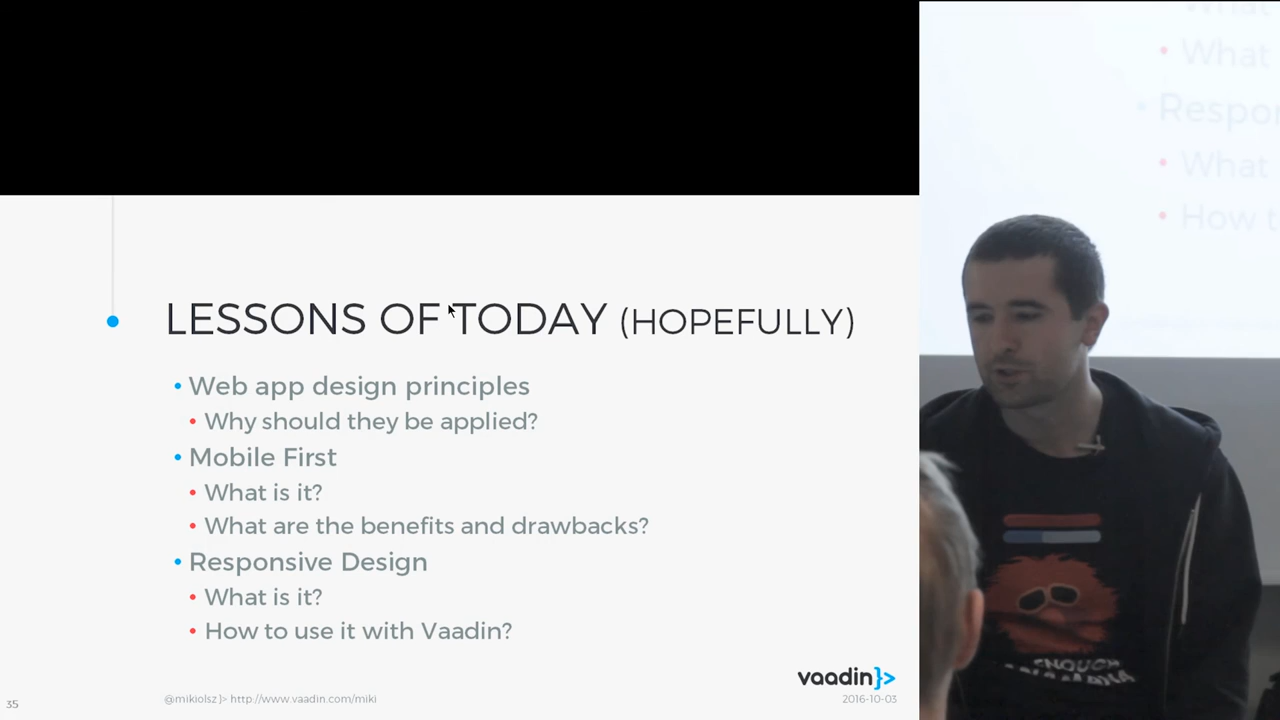 LESSONS OF TODAY (HOPEFULLY)
• Web app design principles
• Why should they be applied?
• Mobile First
• What is it?
• What are the benefits and drawbacks?
• Responsive Design
• What is it?
• How to use it with Vaadin?
vaadin}>
35
@mikiolsz }> http://www.vaadin.com/miki
2016-10-03
• What
Respon
• What
• How t
ENOUGH